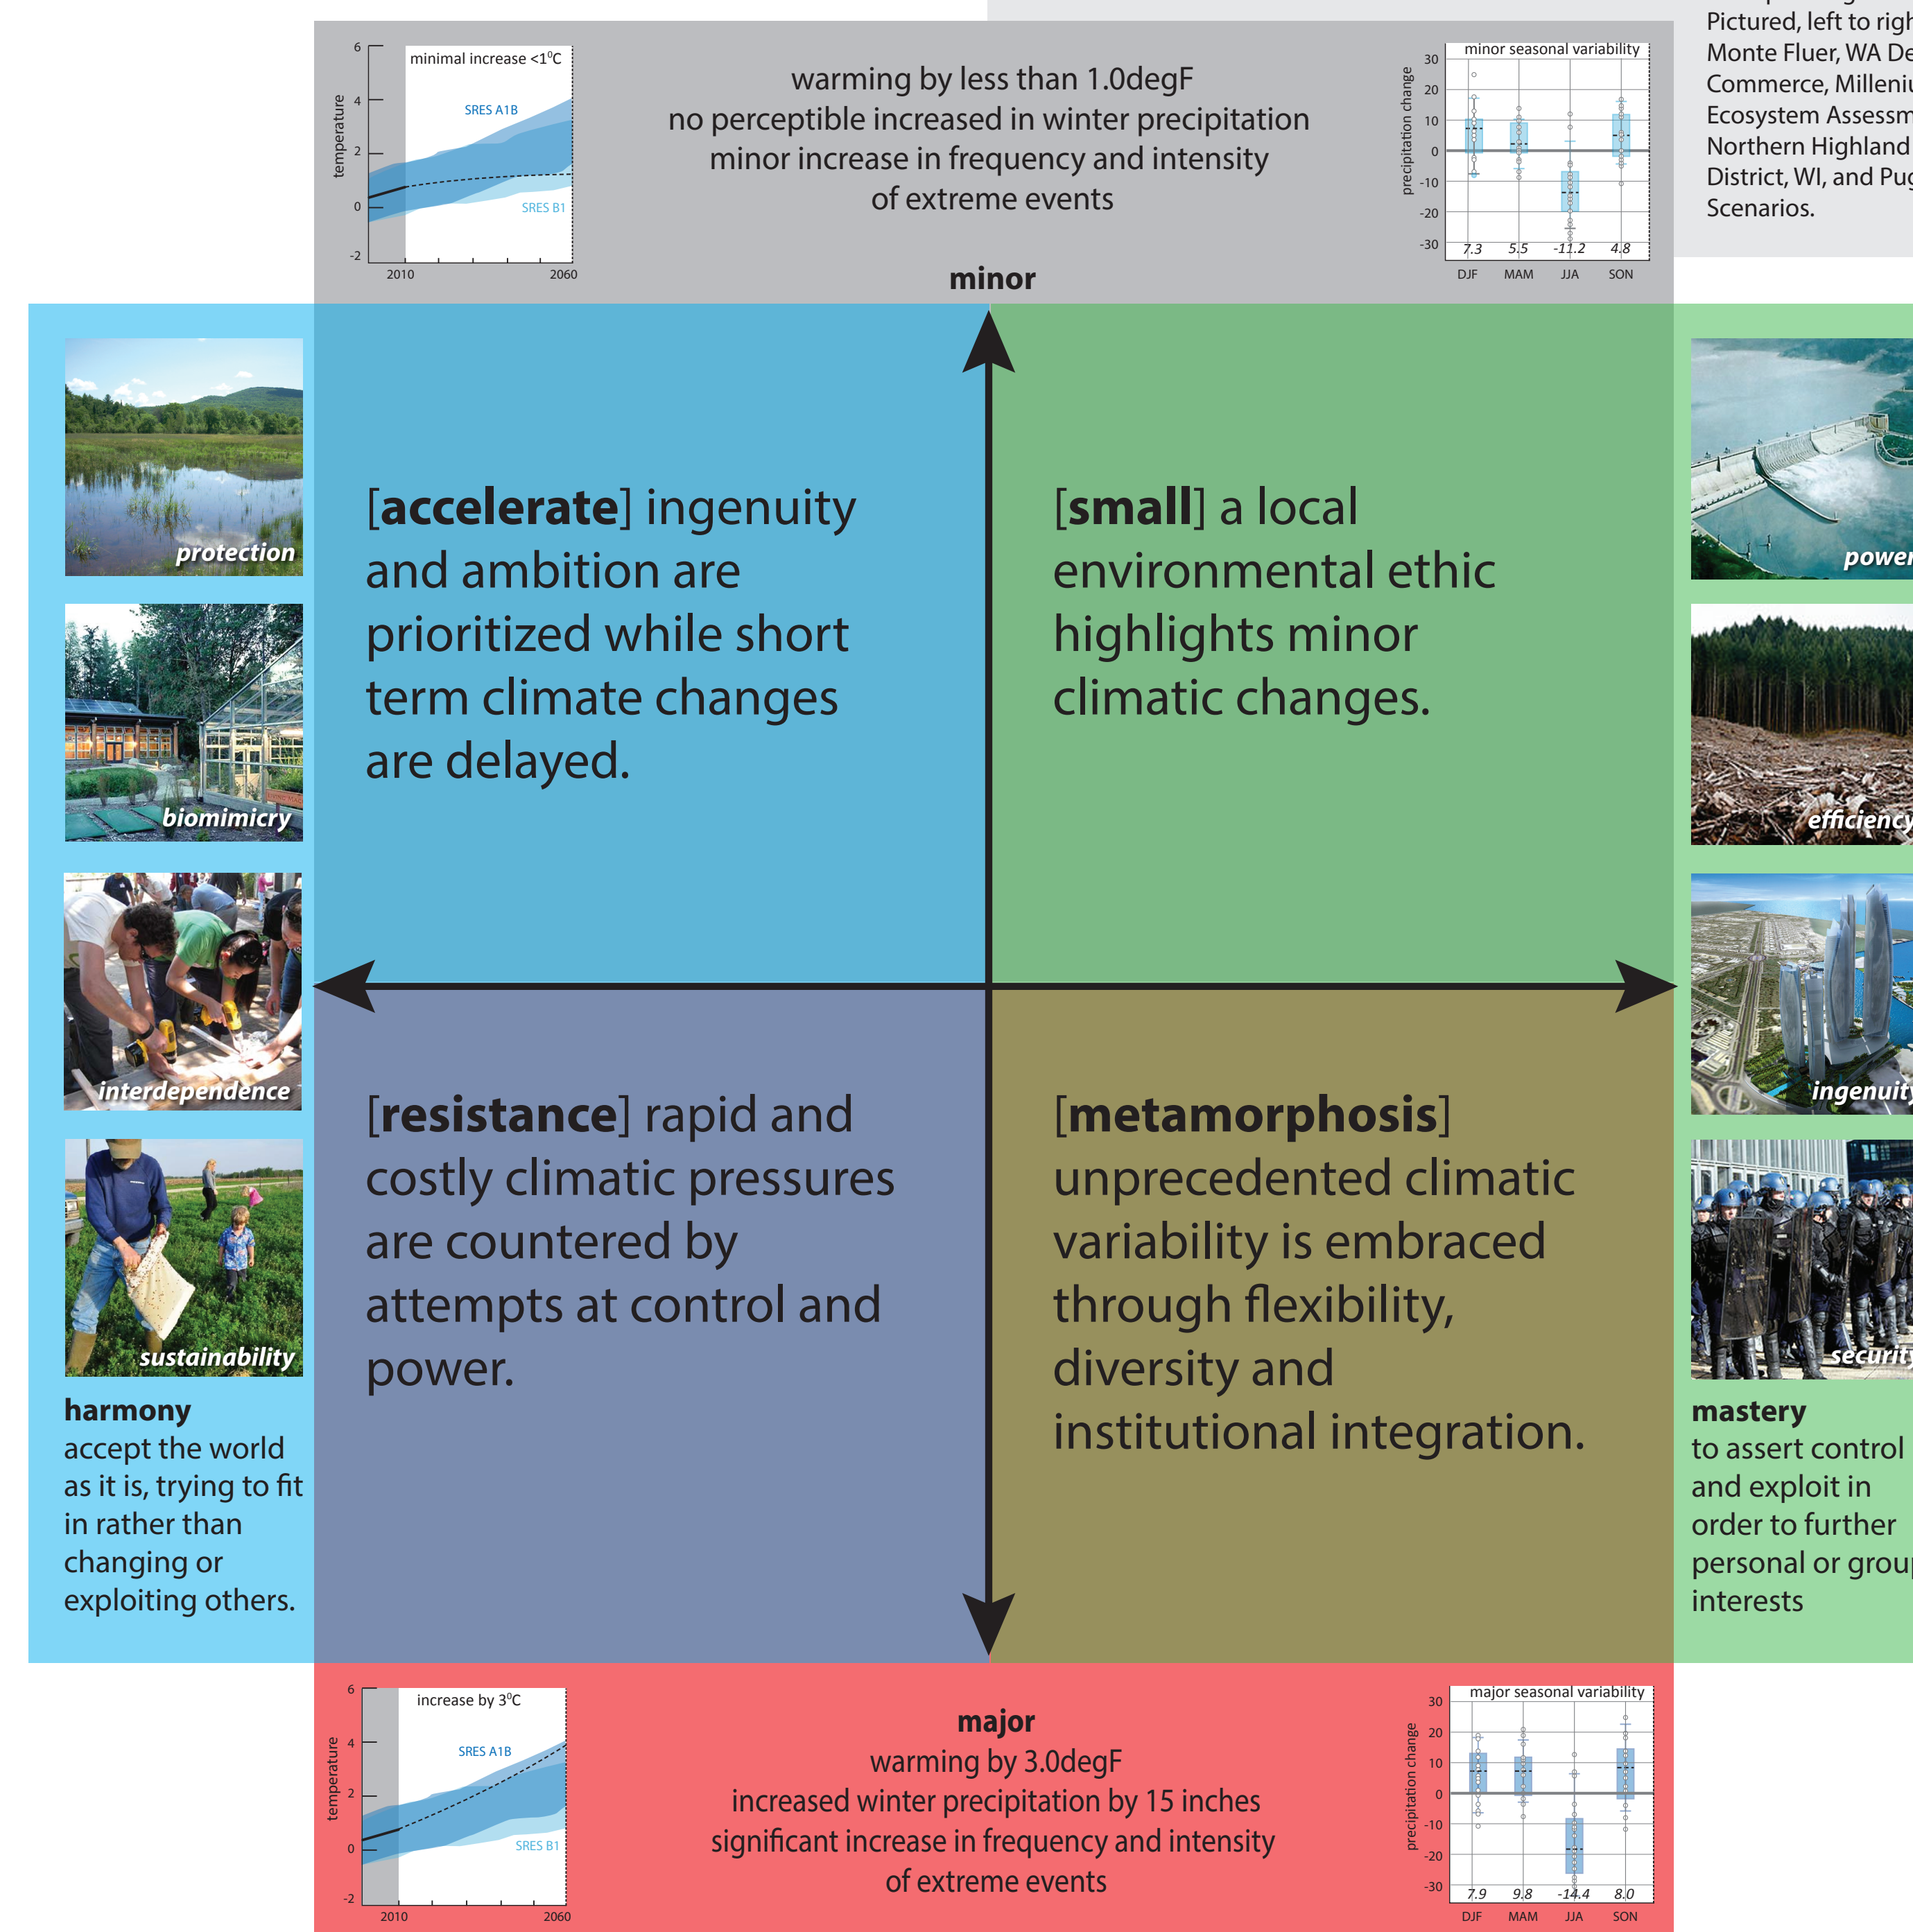 Pictured, left to
Monte Fluer, WA
Commerce,
Ecosystem
Northern Highland
District, WI, and
Scenarios.
6
4
2
0
-2
temperature
minimal increase <1⁰C
SRES A1B
SRES B1
2010 2060
warming by less than 1.0degF
no perceptible increased in winter precipitation
minor increase in frequency and intensity
of extreme events
minor
minor seasonal variability
precipitation change
30
20
10
0
-10
-20
-30
7.3 5.5 -11.2 4.8
DJF MAM JJA SON
protection
biomimicry
interdependence
sustainability
harmony
accept the world
as it is, trying to fit
in rather than
changing or
exploiting others.
[accelerate] ingenuity
and ambition are
prioritized while short
term climate changes
are delayed.
[small] a local
environmental ethic
highlights minor
climatic changes.
[resistance] rapid and
costly climatic pressures
are countered by
attempts at control and
power.
[metamorphosis]
unprecedented climatic
variability is embraced
through flexibility,
diversity and
institutional integration.
power
efficiency
ingenuity
security
mastery
to assert control
and exploit in
order to further
personal or group
interests
6
4
2
0
-2
temperature
increase by 3⁰C
SRES A1B
SRES B1
2010 2060
major
warming by 3.0degF
increased winter precipitation by 15 inches
significant increase in frequency and intensity
of extreme events
major seasonal variability
precipitation change
30
20
10
0
-10
-20
-30
7.9 9.8 -14.4 8.0
DJF MAM JJA SON